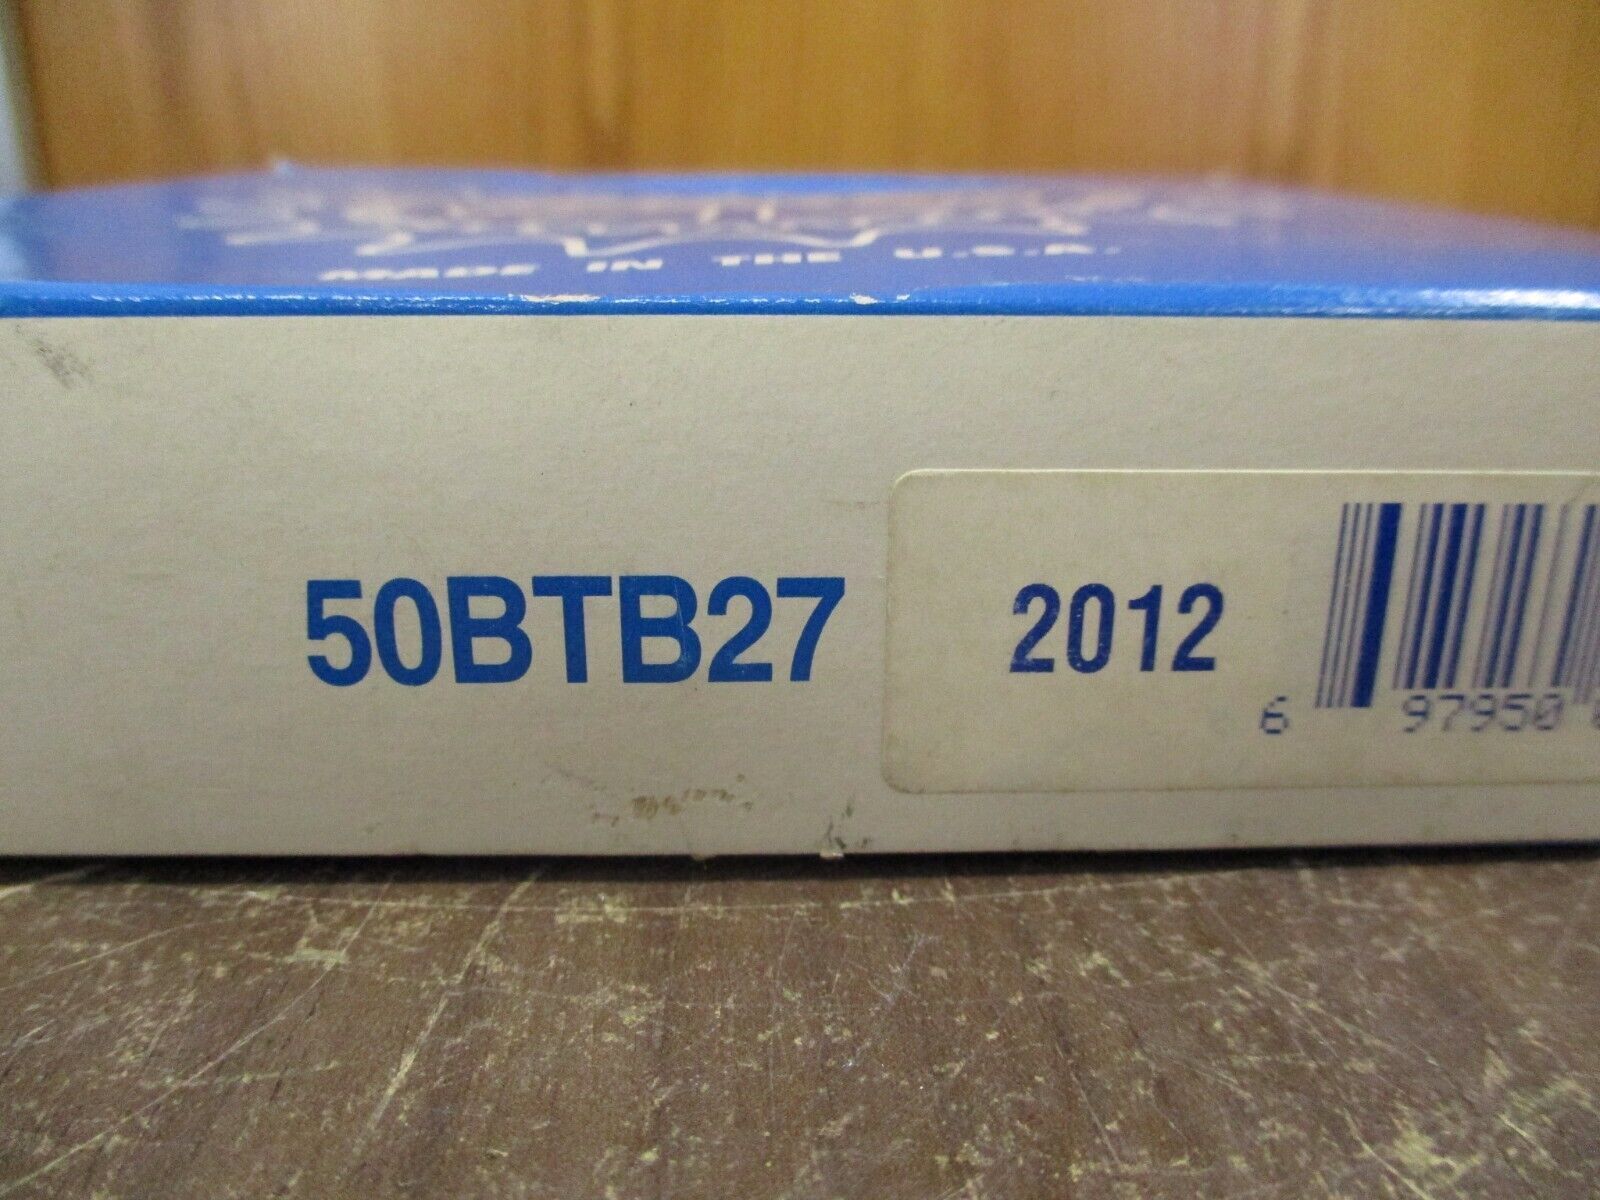 MADE IN THE U.S.A.
50BTB27
2012
6 97950